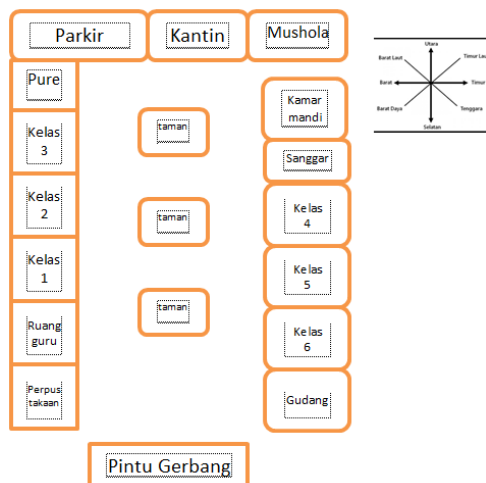 Parkir
Kantin
Mushola
Utara
Barat Laut
Timur Lau
Barat
Timur
Barat Daya
Tenggara
Selatan
Pure
Kelas
3
Kelas
2
Kelas
1
Ruang
guru
Perpus
takaan
taman
taman
taman
Kamar
mandi
Sanggar
Kelas
4
Kelas
5
Kelas
6
Gudang
Pintu Gerbang